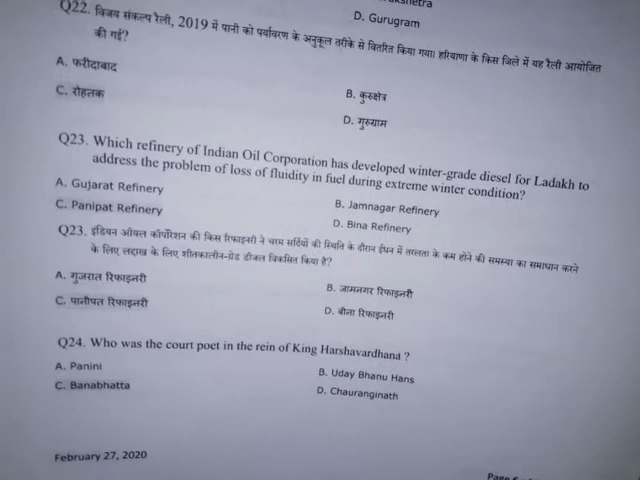 D. Gurugram
Q22. विजय संकल्प रैली, 2019 में पानी को पर्यावरण के अनुकूल तरीके से वितरित किया गया। हरियाणा के किस जिले में यह रैली आयोजित
की गई?
A. फरीदाबाद
B. कुरुक्षेत्र
C. रोहतक
D. गुरुग्राम
Q23. Which refinery of Indian Oil Corporation has developed winter-grade diesel for Ladakh to
address the problem of loss of fluidity in fuel during extreme winter condition?
A. Gujarat Refinery
B. Jamnagar Refinery
C. Panipat Refinery
D. Bina Refinery
Q23. इंडियन ऑयल कॉर्पोरेशन की किस रिफाइनरी ने चरम सर्दियों की स्थिति के दौरान ईंधन में तरलता के कम होने की समस्या का समाधान करने
के लिए लद्दाख के लिए शीतकालीन-ग्रेड डीजल विकसित किया है?
A. गुजरात रिफाइनरी
B. जामनगर रिफाइनरी
C. पानीपत रिफाइनरी
D. बीना रिफाइनरी
Q24. Who was the court poet in the rein of King Harshavardhana ?
A. Panini
B. Uday Bhanu Hans
C. Banabhatta
D. Chauranginath
February 27, 2020